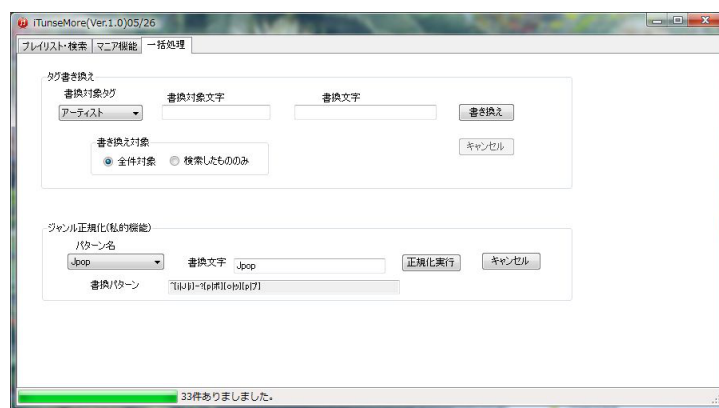 iTunseMore(Ver.1.0)05/26
プレイリスト・検索 マニア機能 一括処理
タグ書き換え
書換対象タグ 書換対象文字 書換文字
アーティスト 書き換え
書き換え対象 キャンセル
全件対象 検索したもののみ
ジャンル正規化(私的機能)
パターン名
Jpop 書換文字 Jpop 正規化実行 キャンセル
書換パターン
33件ありましました。